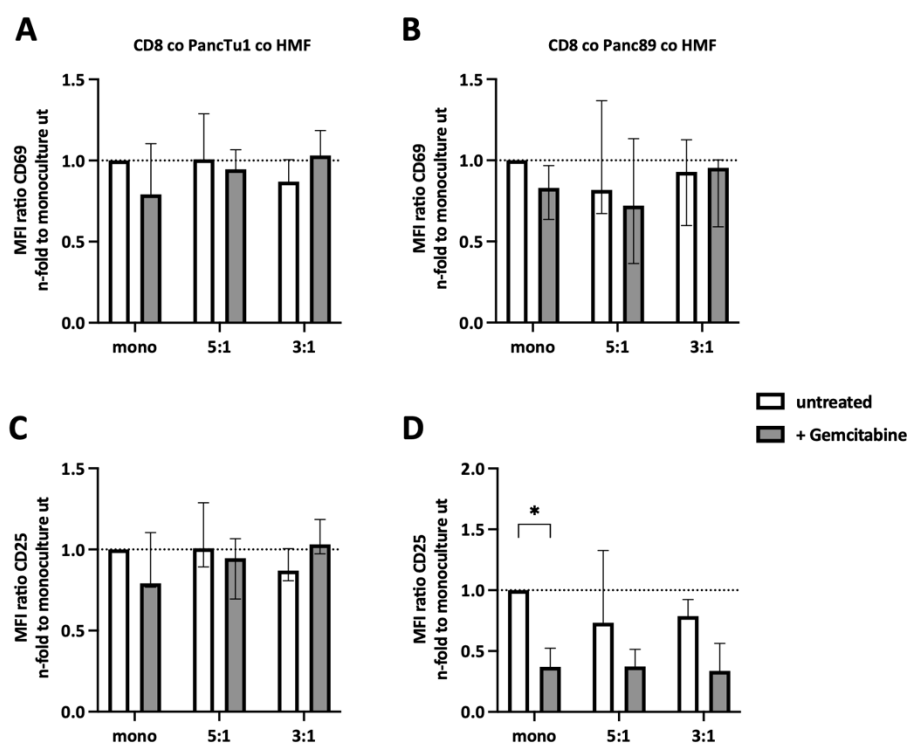 A
CD8 co PancTu1 co HMF
MFI ratio CD69
n-fold to monoculture ut
1.5
1.0
0.5
0.0
mono 5:1 3:1
B
CD8 co Panc89 co HMF
MFI ratio CD69
n-fold to monoculture ut
1.5
1.0
0.5
0.0
mono 5:1 3:1
untreated
+ Gemcitabine
C
MFI ratio CD25
n-fold to monoculture ut
1.5
1.0
0.5
0.0
mono 5:1 3:1
D
MFI ratio CD25
n-fold to monoculture ut
2.0
1.5
1.0
0.5
0.0
*
mono 5:1 3:1